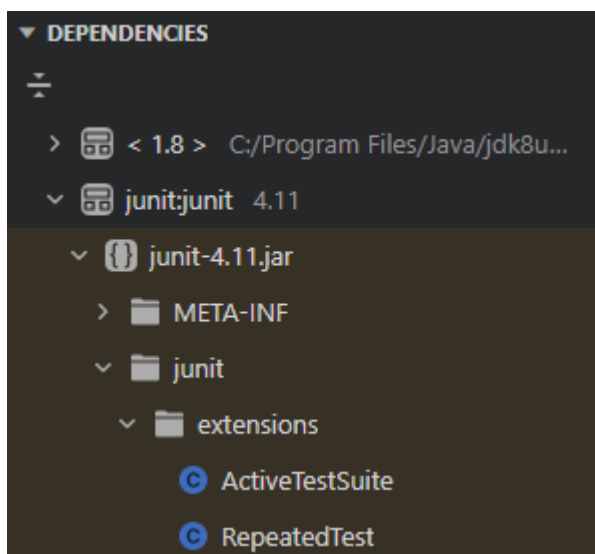 DEPENDENCIES
< 1.8 > C:/Program Files/Java/jdk8u...
junit:junit 4.11
{} junit-4.11.jar
META-INF
junit
extensions
C ActiveTestSuite
C RepeatedTest